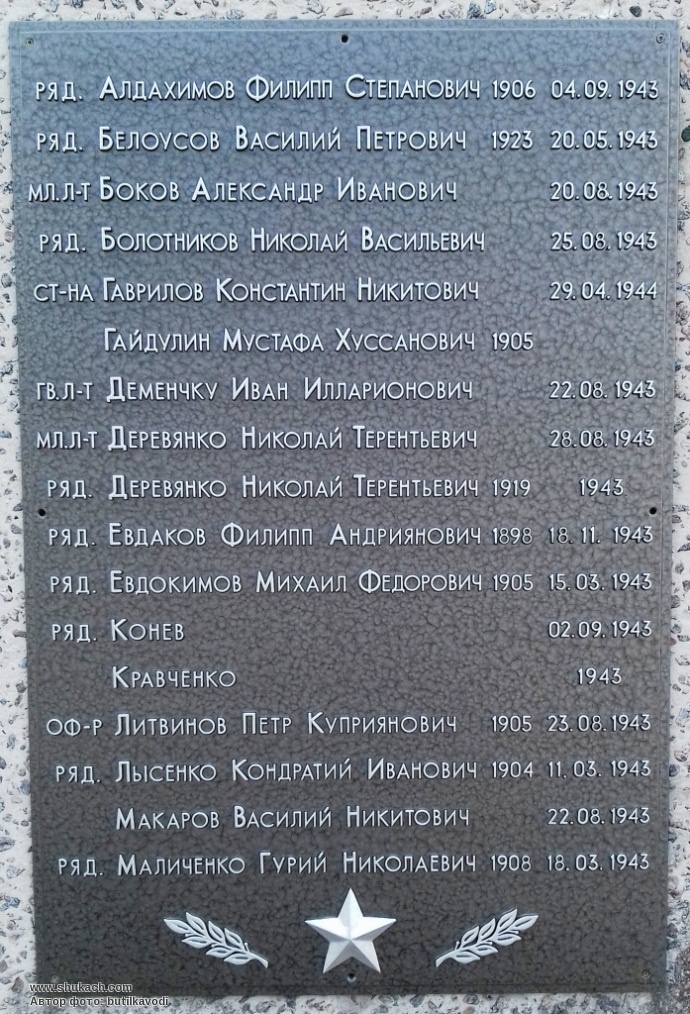 ряд. Алдахимов Филипп Степанович 1906 04.09.1943
ряд. Белоусов Василий Петрович 1923 20.05.1943
мл.л-т Боков Александр Иванович 20.08.1943
ряд. Болотников Николай Васильевич 25.08.1943
ст-на Гаврилов Константин Никитович 29.04.1944
Гайдулин Мустафа Хуссанович 1905
гв.л-т Деменчку Иван Илларионович 22.08.1943
мл.л-т Деревянко Николай Терентьевич 28.08.1943
ряд. Деревянко Николай Терентьевич 1919 1943
ряд. Евдаков Филипп Андриянович 1898 18.11.1943
ряд. Евдокимов Михаил Федорович 1905 15.03.1943
ряд. Конев 02.09.1943
Кравченко 1943
оф-р Литвинов Петр Куприянович 1905 23.08.1943
ряд. Лысенко Кондратий Иванович 1904 11.03.1943
Макаров Василий Никитович 22.08.1943
ряд. Маличенко Гурий Николаевич 1908 18.03.1943
www.shukach.com
Автор фото: butilkavodi